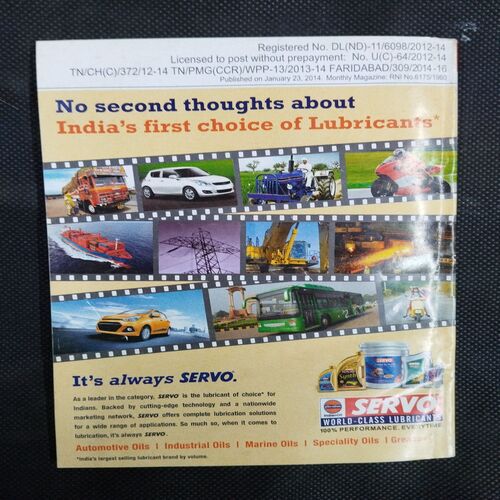 Registered No. DL(ND)-11/6098/2012-14
Licensed to post without prepayment: No. U(C)-64/2012-14
TN/CH(C)/372/12-14 TN/PMG(CCR)/WPP-13/2013-14 FARIDABAD/309/2014-16
Published on January 23, 2014. Monthly Magazine: RNI No.6175/1960
No second thoughts about
India's first choice of Lubricants*
It's always SERVO.
As a leader in the category, SERVO is the lubricant of choice* for
Indians. Backed by cutting-edge technology and a nationwide
marketing network, SERVO offers complete lubrication solutions
for a wide range of applications. So much so, when it comes to
lubrication, it's always SERVO.
SERVO
WORLD-CLASS LUBRICANTS
100% PERFORMANCE. EVERYTIME.
Automotive Oils | Industrial Oils | Marine Oils | Speciality Oils | Greases
*India's largest selling lubricant brand by volume.